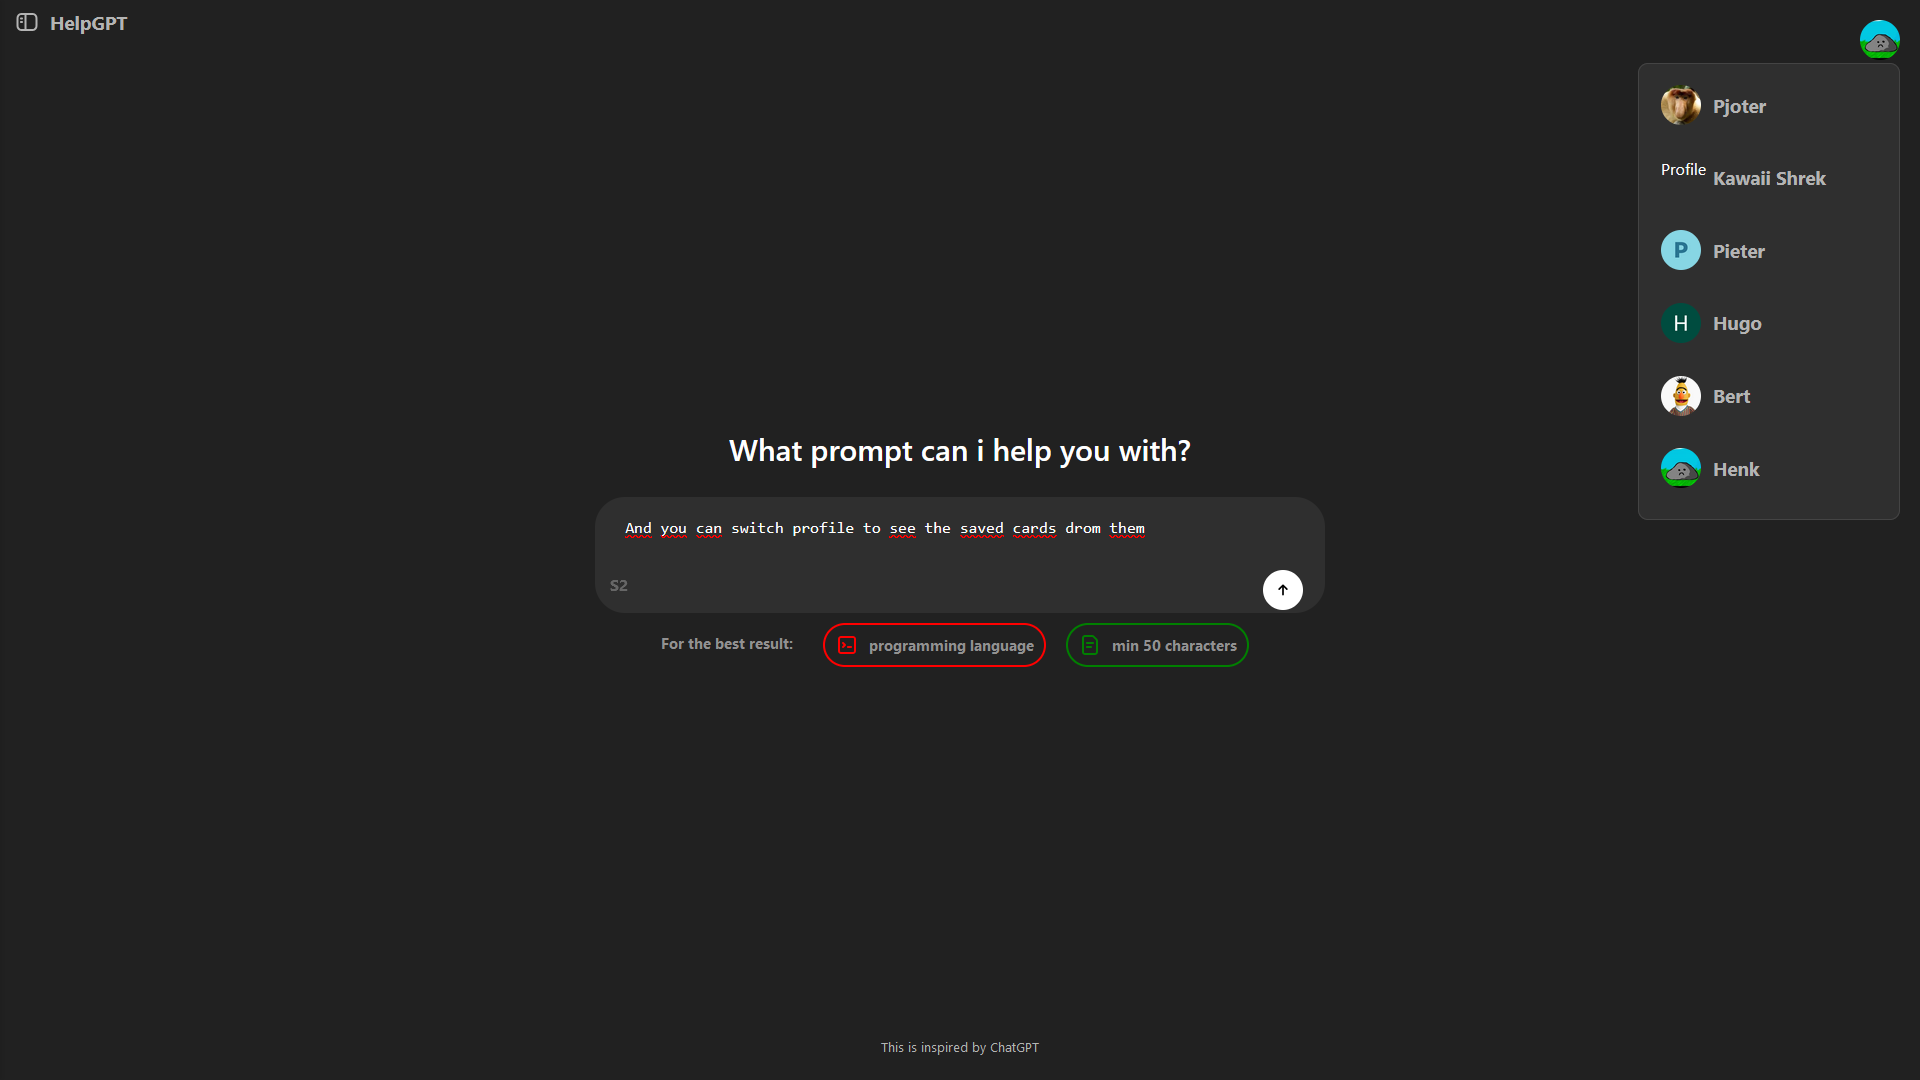 HelpGPT
Pjoter
Profile Kawaii Shrek
P Pieter
H Hugo
Bert
Henk
What prompt can i help you with?
And you can switch profile to see the saved cards drom them
S2
For the best result: programming language min 50 characters
This is inspired by ChatGPT